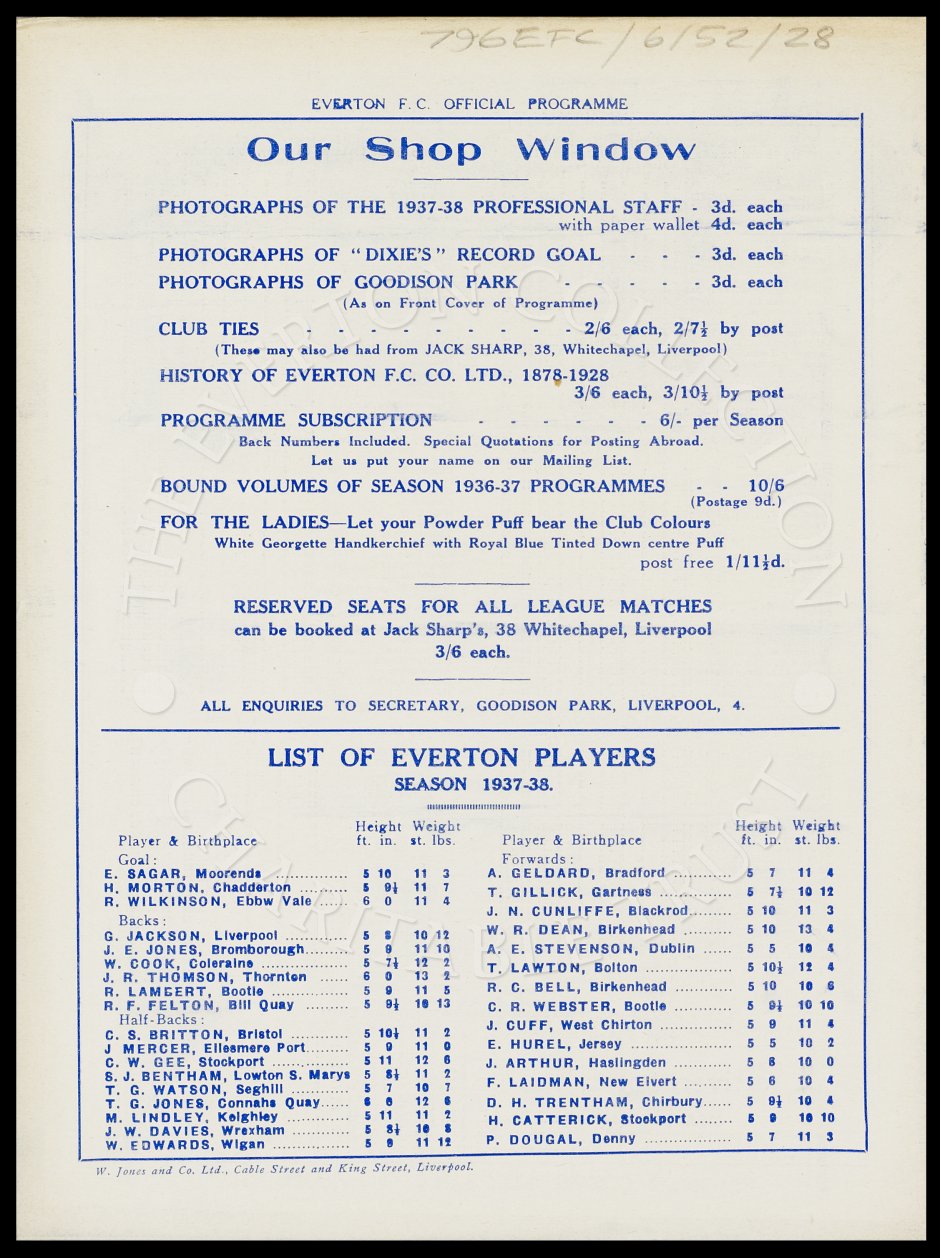 796EFC/6/52/28
EVERTON F. C. OFFICIAL PROGRAMME
Our Shop Window
PHOTOGRAPHS OF THE 1937-38 PROFESSIONAL STAFF - 3d. each
with paper wallet 4d. each
PHOTOGRAPHS OF "DIXIE'S" RECORD GOAL - - - 3d. each
PHOTOGRAPHS OF GOODISON PARK - - - - - 3d. each
(As on Front Cover of Programme)
CLUB TIES - - - - - - - - - 2/6 each, 2/7½ by post
(These may also be had from JACK SHARP, 38, Whitechapel, Liverpool)
HISTORY OF EVERTON F.C. CO. LTD., 1878-1928
3/6 each, 3/10½ by post
PROGRAMME SUBSCRIPTION - - - - - - 6/- per Season
Back Numbers Included. Special Quotations for Posting Abroad.
Let us put your name on our Mailing List.
BOUND VOLUMES OF SEASON 1936-37 PROGRAMMES - - 10/6
(Postage 9d.)
FOR THE LADIES—Let your Powder Puff bear the Club Colours
White Georgette Handkerchief with Royal Blue Tinted Down centre Puff
post free 1/11½d.
RESERVED SEATS FOR ALL LEAGUE MATCHES
can be booked at Jack Sharp's, 38 Whitechapel, Liverpool
3/6 each.
ALL ENQUIRIES TO SECRETARY, GOODISON PARK, LIVERPOOL, 4.
THE EVERTON COLLECTION
CHARITABLE TRUST
LIST OF EVERTON PLAYERS
SEASON 1937-38.
Height Weight
Player & Birthplace ft. in. st. lbs.
Goal:
E. SAGAR, Moorends ............... 5 10 11 3
H. MORTON, Chadderton .......... 5 9½ 11 7
R. WILKINSON, Ebbw Vale ...... 6 0 11 4
Backs:
G. JACKSON, Liverpool ............ 5 8 10 12
J. E. JONES, Bromborough........ 5 9 11 10
W. COOK, Coleraine ................ 5 7½ 12 2
J. R. THOMSON, Thornton ...... 6 0 13 2
R. LAMBERT, Bootle ............... 5 9 11 5
R. F. FELTON, Bill Quay ......... 5 9½ 10 13
Half-Backs:
C. S. BRITTON, Bristol ............ 5 10½ 11 2
J MERCER, Ellesmere Port........ 5 9 11 0
C. W. GEE, Stockport .............. 5 11 12 6
S. J. BENTHAM, Lowton S. Marys 5 8½ 11 2
T. G. WATSON, Seghill ............ 5 7 10 7
T. G. JONES, Connahs Quay...... 6 0 12 6
M. LINDLEY, Keighley ............ 5 11 11 2
J. W. DAVIES, Wrexham ......... 5 8½ 10 8
W. EDWARDS, Wigan .............. 5 11 12
Height Weight
Player & Birthplace ft. in. st. lbs.
Forwards:
A. GELDARD, Bradford ............ 5 7 11 4
T. GILLICK, Gartness .............. 5 7½ 10 12
J. N. CUNLIFFE, Blackrod......... 5 10 11 3
W. R. DEAN, Birkenhead .......... 5 10 13 4
A. E. STEVENSON, Dublin ....... 5 5 10 4
T. LAWTON, Bolton ................ 5 10½ 12 4
R. C. BELL, Birkenhead ........... 5 10 10 6
C. R. WEBSTER, Bootle .......... 5 9½ 10 10
J. CUFF, West Chirton ............ 5 9 11 4
E. HUREL, Jersey .................. 5 5 10 2
J. ARTHUR, Haslingden .......... 5 8 10 0
F. LAIDMAN, New Elvert ......... 5 6 10 4
D. H. TRENTHAM, Chirbury...... 5 9½ 10 4
H. CATTERICK, Stockport ....... 5 9 10 10
P. DOUGAL, Denny ................. 5 7 11 3
W. Jones and Co. Ltd., Cable Street and King Street, Liverpool.